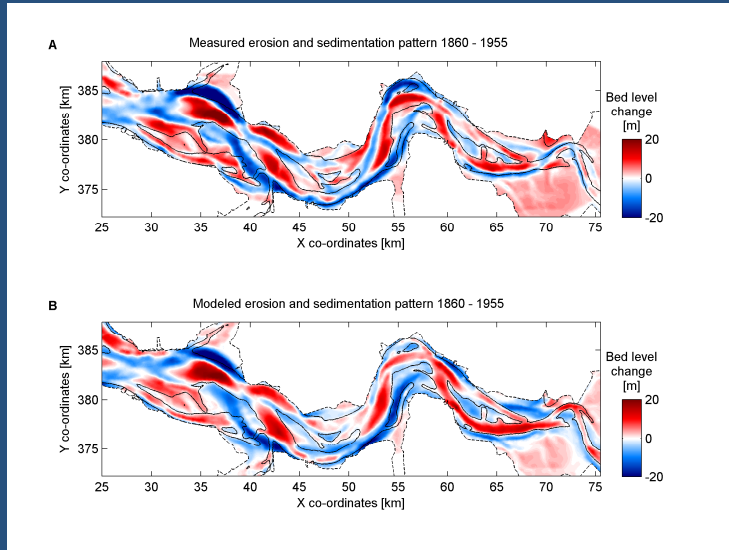 A
Measured erosion and sedimentation pattern 1860 - 1955
385
380
375
Y co-ordinates [km]
25 30 35 40 45 50 55 60 65 70 75
X co-ordinates [km]
Bed level
change
[m]
20
0
-20
B
Modeled erosion and sedimentation pattern 1860 - 1955
385
380
375
Y co-ordinates [km]
25 30 35 40 45 50 55 60 65 70 75
X co-ordinates [km]
Bed level
change
[m]
20
0
-20